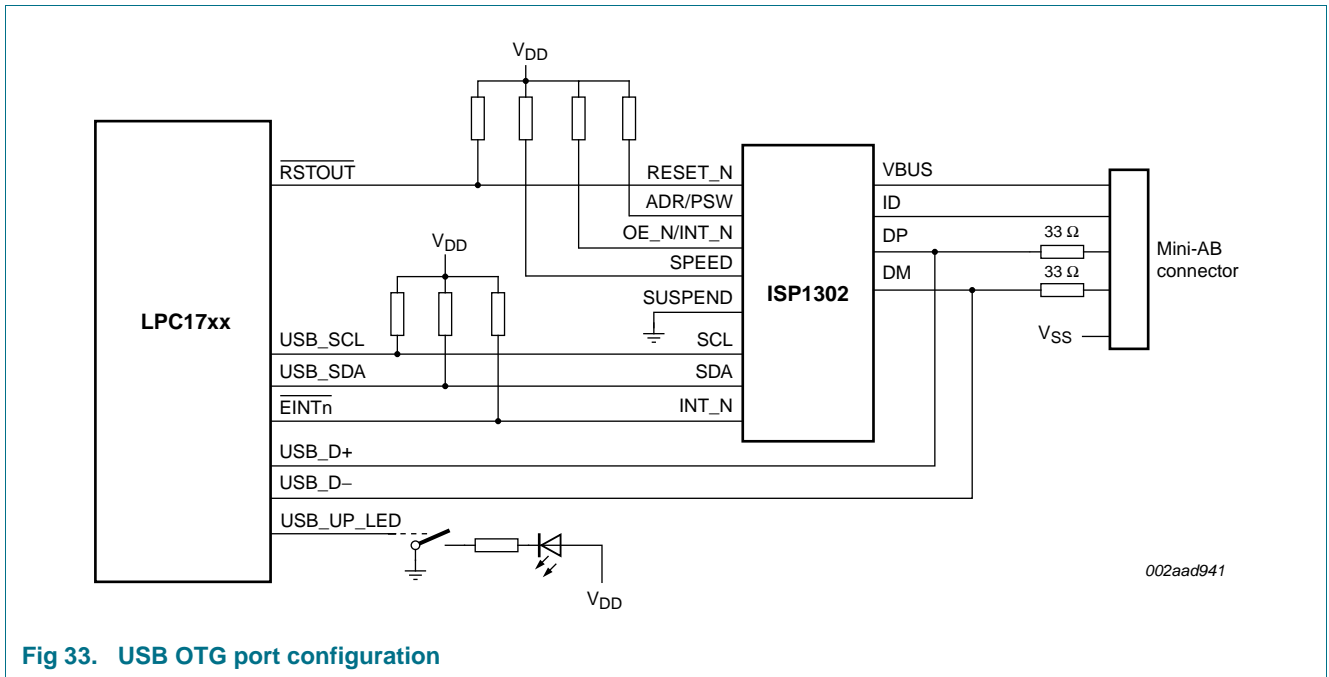 VDD
RSTOUT
RESET_N
ADR/PSW
OE_N/INT_N
SPEED
SUSPEND
VDD
LPC17xx
ISP1302
USB_SCL
SCL
USB_SDA
SDA
EINTn
INT_N
USB_D+
USB_D−
USB_UP_LED
VDD
VBUS
ID
DP
33 Ω
DM
33 Ω
VSS
Mini-AB
connector
002aad941
Fig 33. USB OTG port configuration